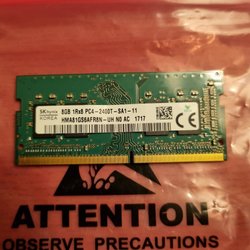 SK hynix
KOREA
8GB 1Rx8 PC4-2400T-SA1-11
HMA81GS6AFR8N-UH N0 AC 1717
ATTENTION
OBSERVE PRECAUTIONS